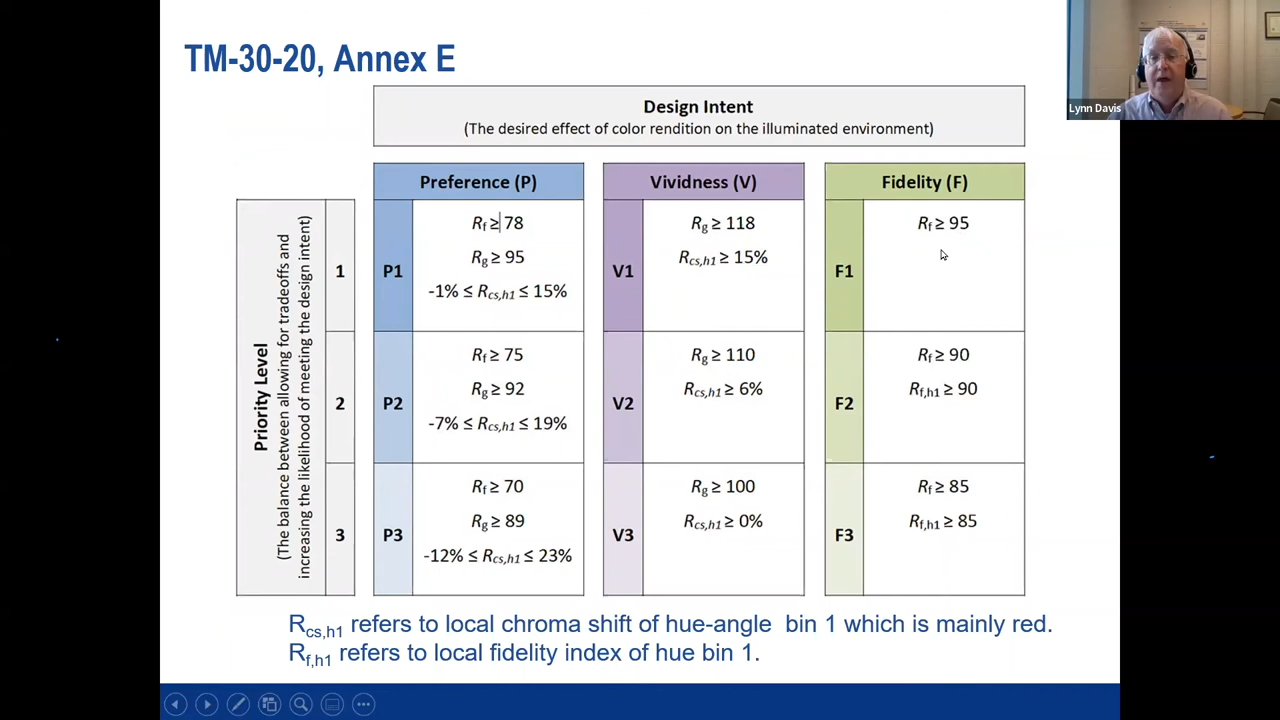 TM-30-20, Annex E
Lynn Davis
Design Intent
(The desired effect of color rendition on the illuminated environment)
Preference (P)
Vividness (V)
Fidelity (F)
Priority Level
(The balance between allowing for tradeoffs and
increasing the likelihood of meeting the design intent)
1
P1
Rf ≥ 78
Rg ≥ 95
-1% ≤ Rcs,h1 ≤ 15%
V1
Rg ≥ 118
Rcs,h1 ≥ 15%
F1
Rf ≥ 95
2
P2
Rf ≥ 75
Rg ≥ 92
-7% ≤ Rcs,h1 ≤ 19%
V2
Rg ≥ 110
Rcs,h1 ≥ 6%
F2
Rf ≥ 90
Rf,h1 ≥ 90
3
P3
Rf ≥ 70
Rg ≥ 89
-12% ≤ Rcs,h1 ≤ 23%
V3
Rg ≥ 100
Rcs,h1 ≥ 0%
F3
Rf ≥ 85
Rf,h1 ≥ 85
Rcs,h1 refers to local chroma shift of hue-angle bin 1 which is mainly red.
Rf,h1 refers to local fidelity index of hue bin 1.